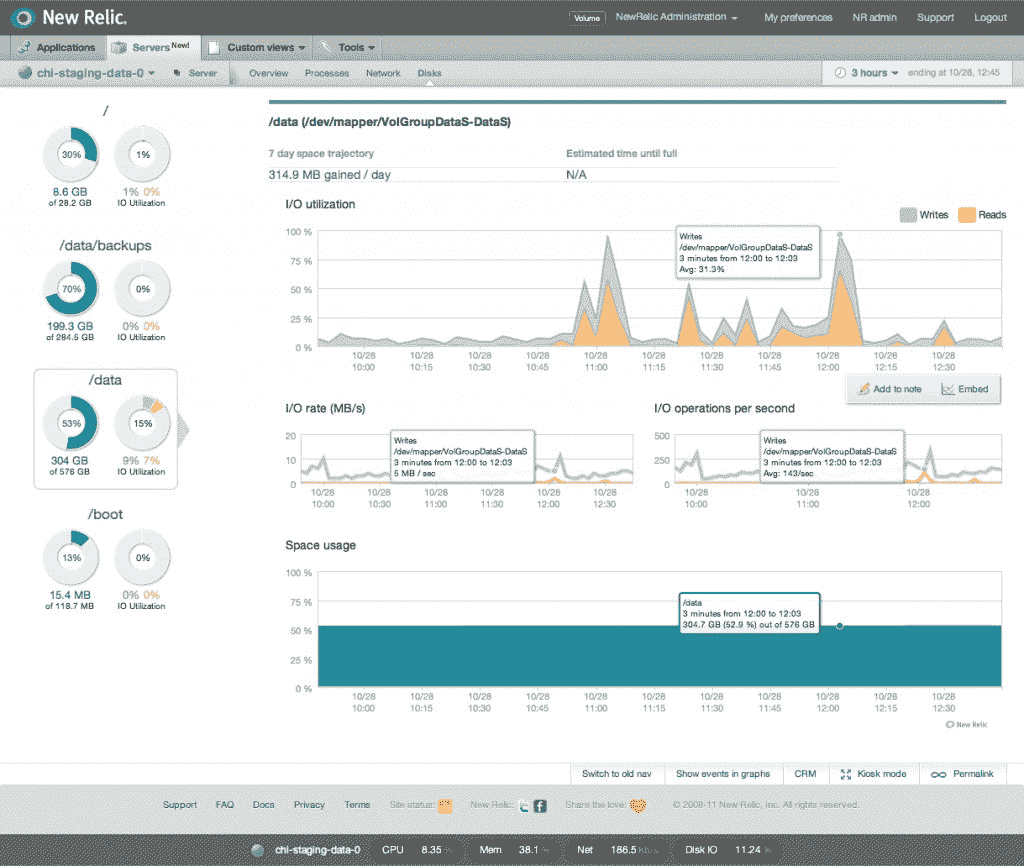 New Relic.
Volume NewRelic Administration My preferences NR admin Support Logout
Applications Servers New! Custom views Tools
chi-staging-data-0 Server Overview Processes Network Disks 3 hours ending at 10/28, 12:45
/
30% 1%
8.6 GB 1% 0%
of 28.2 GB IO Utilization
/data/backups
70% 0%
199.3 GB 0% 0%
of 284.5 GB IO Utilization
/data
53% 15%
304 GB 9% 7%
of 576 GB IO Utilization
/boot
13% 0%
15.4 MB 0% 0%
of 118.7 MB IO Utilization
/data (/dev/mapper/VolGroupDataS-DataS)
7 day space trajectory Estimated time until full
314.9 MB gained / day N/A
I/O utilization
Writes Reads
100 %
75 %
50 %
25 %
0 %
Writes
/dev/mapper/VolGroupDataS-DataS
3 minutes from 12:00 to 12:03
Avg: 31.3%
10/28 10/28 10/28 10/28 10/28 10/28 10/28 10/28 10/28 10/28 10/28
10:00 10:15 10:30 10:45 11:00 11:15 11:30 11:45 12:00 12:15 12:30
Add to note Embed
I/O rate (MB/s)
20
10
0
Writes
/dev/mapper/VolGroupDataS-DataS
3 minutes from 12:00 to 12:03
5 MB / sec
10/28 10/28 10/28 10/28 10/28 10/28
10:00 10:30 11:00 11:30 12:00 12:30
I/O operations per second
500
250
0
Writes
/dev/mapper/VolGroupDataS-DataS
3 minutes from 12:00 to 12:03
Avg: 143/sec
10/28 10/28 10/28
10:00 11:00 12:00
Space usage
100 %
75 %
50 %
25 %
0 %
/data
3 minutes from 12:00 to 12:03
304.7 GB (52.9 %) out of 576 GB
10/28 10/28 10/28 10/28 10/28 10/28 10/28 10/28 10/28 10/28 10/28
10:00 10:15 10:30 10:45 11:00 11:15 11:30 11:45 12:00 12:15 12:30
New Relic
Switch to old nav Show events in graphs CRM Kiosk mode Permalink
Support FAQ Docs Privacy Terms Site status: New Relic: Share the love: © 2008-11 New Relic, Inc. All rights reserved.
chi-staging-data-0 CPU 8.35 % Mem 38.1 % Net 186.5 Kb/s Disk IO 11.24 %